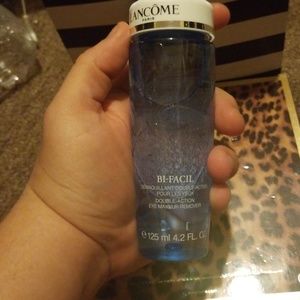 LANCÔME
PARIS
BI-FACIL
DÉMAQUILLANT DOUBLE-ACTION
POUR LES YEUX
DOUBLE-ACTION
EYE MAKEUP REMOVER
e 125 ml 4.2 FL. OZ.